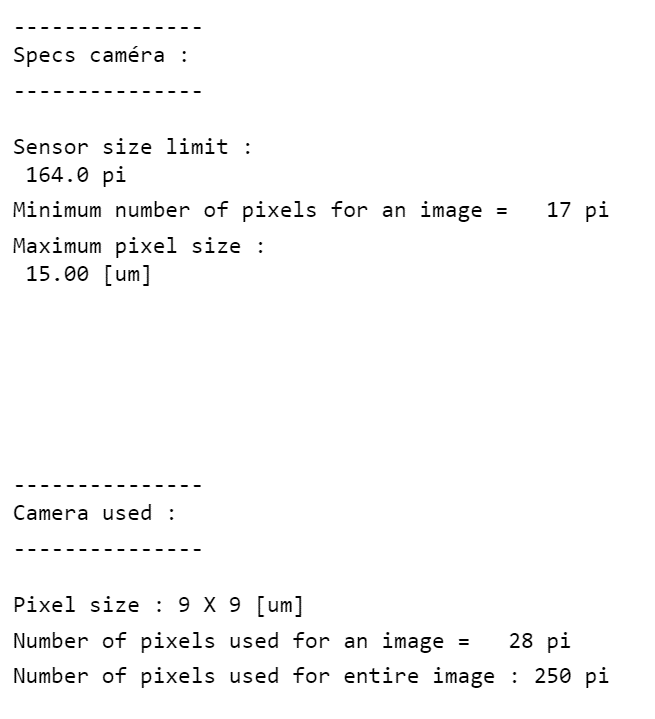 ---------------
Specs caméra :
---------------
Sensor size limit :
164.0 pi
Minimum number of pixels for an image =   17 pi
Maximum pixel size :
15.00 [um]
---------------
Camera used :
---------------
Pixel size : 9 X 9 [um]
Number of pixels used for an image =   28 pi
Number of pixels used for entire image : 250 pi